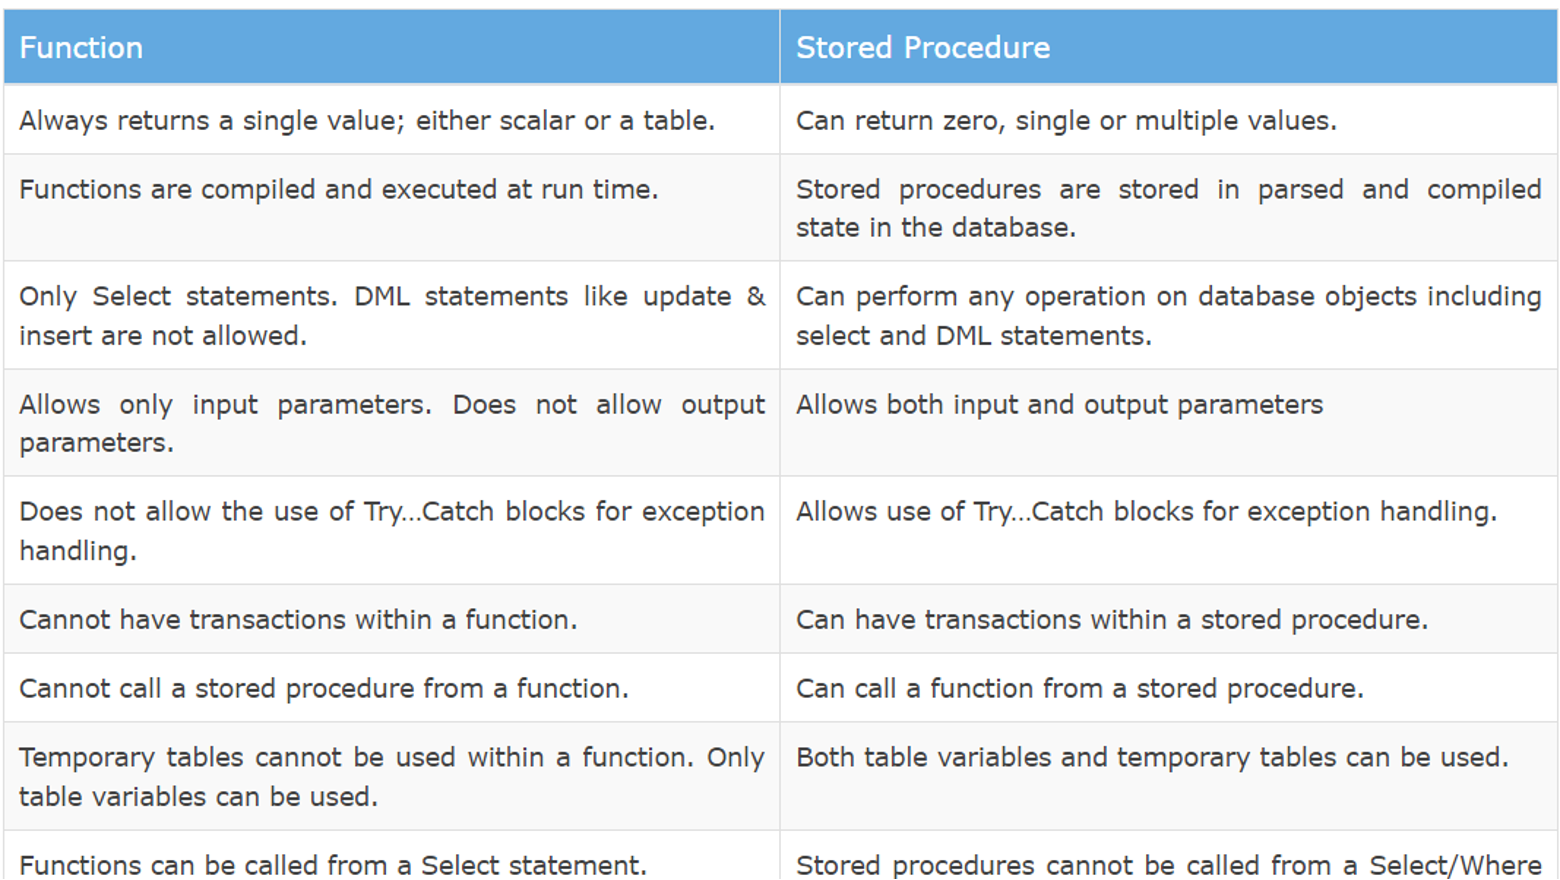 Function
Stored Procedure
Always returns a single value; either scalar or a table.
Can return zero, single or multiple values.
Functions are compiled and executed at run time.
Stored procedures are stored in parsed and compiled
state in the database.
Only Select statements. DML statements like update &
insert are not allowed.
Can perform any operation on database objects including
select and DML statements.
Allows only input parameters. Does not allow output
parameters.
Allows both input and output parameters
Does not allow the use of Try...Catch blocks for exception
handling.
Allows use of Try...Catch blocks for exception handling.
Cannot have transactions within a function.
Can have transactions within a stored procedure.
Cannot call a stored procedure from a function.
Can call a function from a stored procedure.
Temporary tables cannot be used within a function. Only
table variables can be used.
Both table variables and temporary tables can be used.
Functions can be called from a Select statement.
Stored procedures cannot be called from a Select/Where